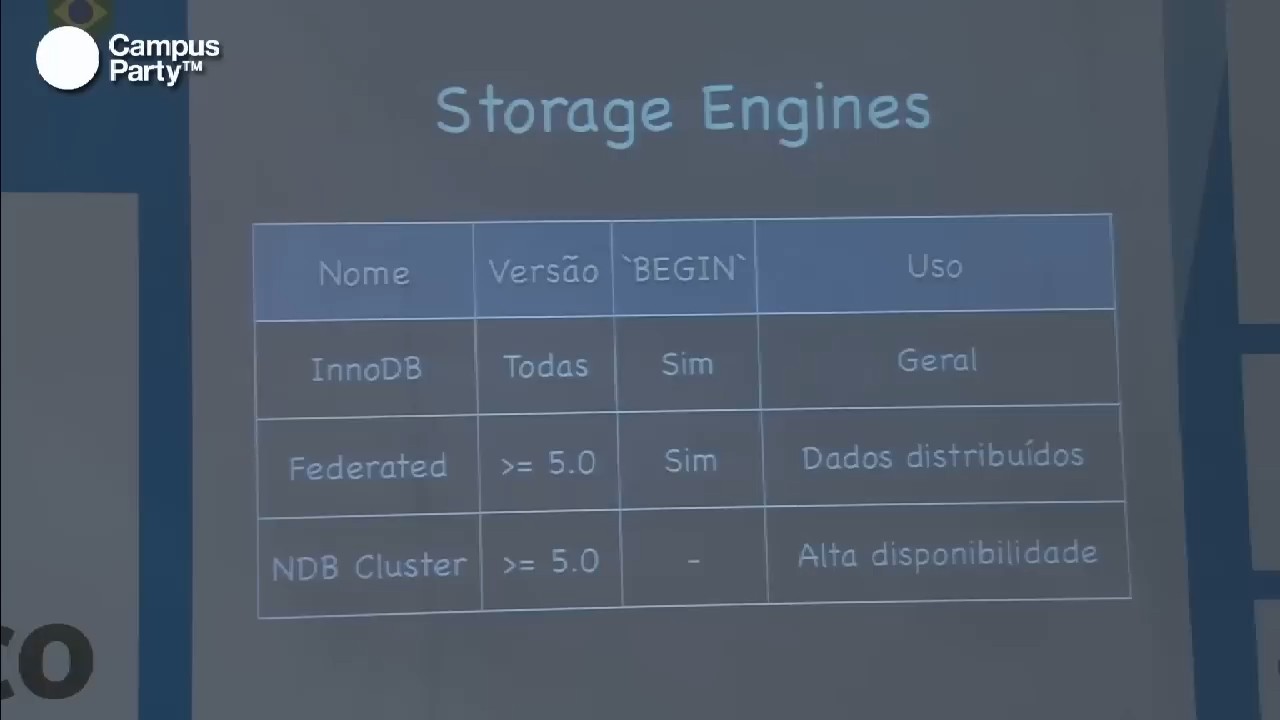 Campus
Party™
Storage Engines
Nome Versão `BEGIN` Uso
InnoDB Todas Sim Geral
Federated >= 5.0 Sim Dados distribuídos
NDB Cluster >= 5.0 - Alta disponibilidade
co